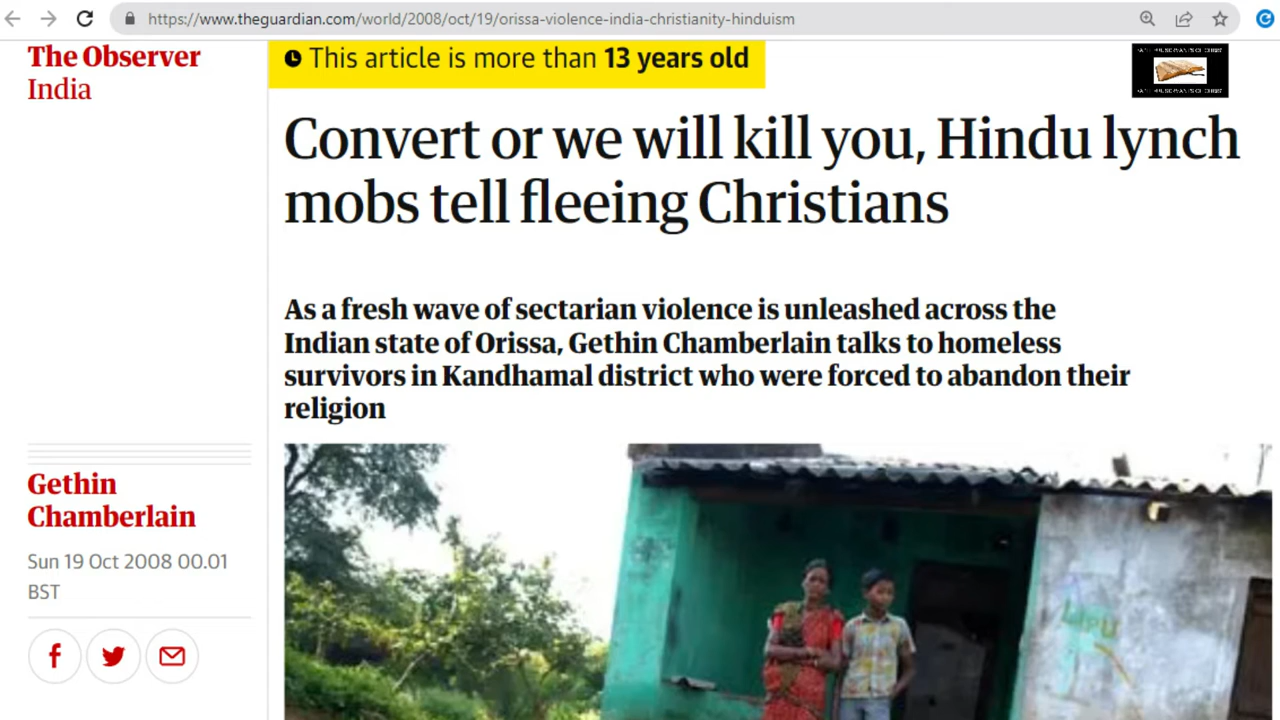 https://www.theguardian.com/world/2008/oct/19/orissa-violence-india-christianity-hinduism
The Observer
India
This article is more than 13 years old
Convert or we will kill you, Hindu lynch
mobs tell fleeing Christians
As a fresh wave of sectarian violence is unleashed across the
Indian state of Orissa, Gethin Chamberlain talks to homeless
survivors in Kandhamal district who were forced to abandon their
religion
Gethin
Chamberlain
Sun 19 Oct 2008 00.01
BST